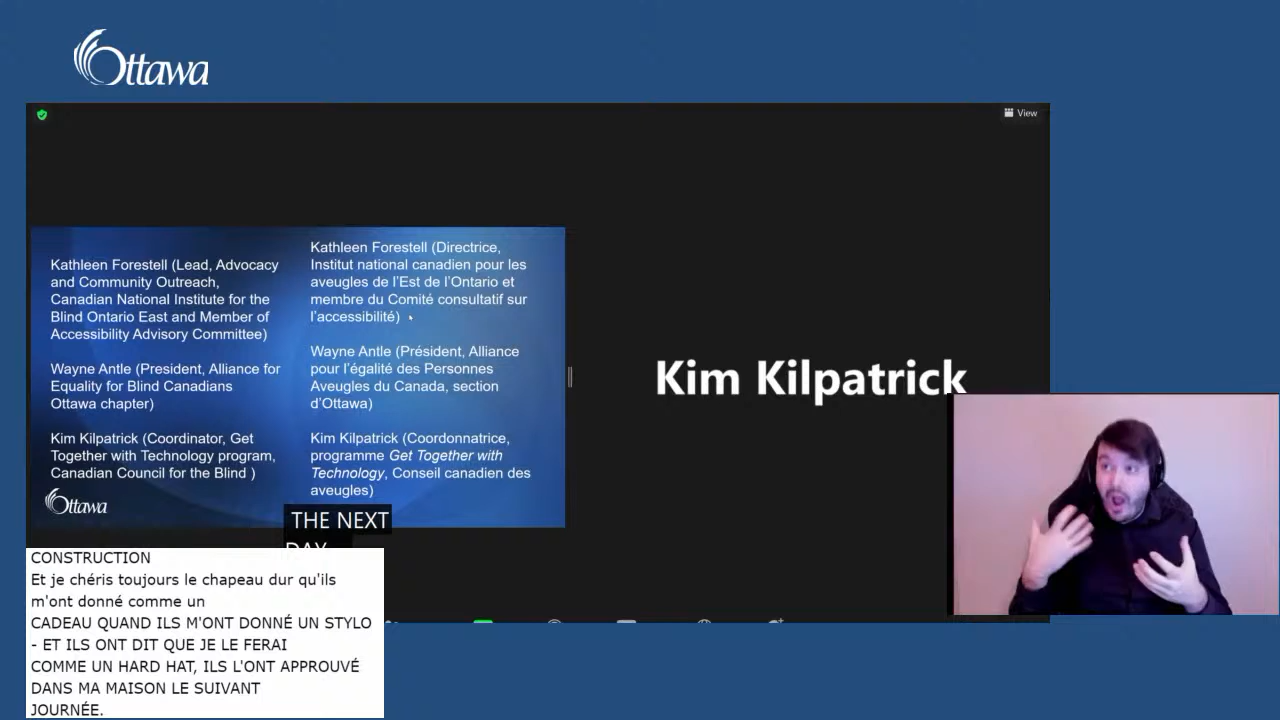 Ottawa
View
Kathleen Forestell (Lead, Advocacy
and Community Outreach,
Canadian National Institute for the
Blind Ontario East and Member of
Accessibility Advisory Committee)
Wayne Antle (President, Alliance for
Equality for Blind Canadians
Ottawa chapter)
Kim Kilpatrick (Coordinator, Get
Together with Technology program,
Canadian Council for the Blind )
Ottawa
Kathleen Forestell (Directrice,
Institut national canadien pour les
aveugles de l'Est de l'Ontario et
membre du Comité consultatif sur
l'accessibilité)
Wayne Antle (Président, Alliance
pour l'égalité des Personnes
Aveugles du Canada, section
d'Ottawa)
Kim Kilpatrick (Coordonnatrice,
programme Get Together with
Technology, Conseil canadien des
aveugles)
Kim Kilpatrick
THE NEXT
DAY
CONSTRUCTION
Et je chéris toujours le chapeau dur qu'ils
m'ont donné comme un
CADEAU QUAND ILS M'ONT DONNÉ UN STYLO
- ET ILS ONT DIT QUE JE LE FERAI
COMME UN HARD HAT, ILS L'ONT APPROUVÉ
DANS MA MAISON LE SUIVANT
JOURNÉE.